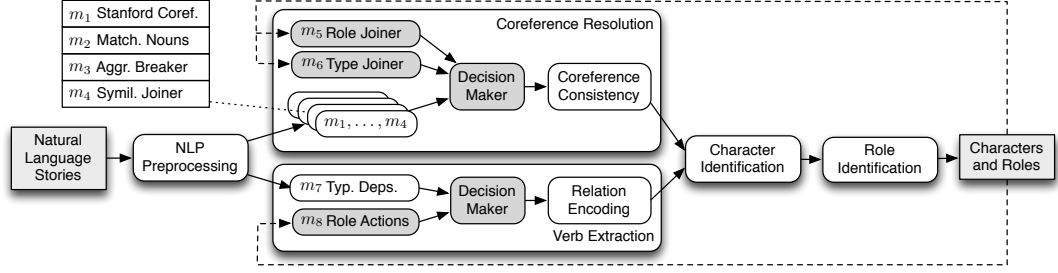 m1 Stanford Coref.
m2 Match. Nouns
m3 Aggr. Breaker
m4 Symil. Joiner
Coreference Resolution
m5 Role Joiner
m6 Type Joiner
m1, . . . , m4
Decision
Maker
Coreference
Consistency
Natural
Language
Stories
NLP
Preprocessing
Character
Identification
Role
Identification
Characters
and Roles
m7 Typ. Deps.
m8 Role Actions
Decision
Maker
Relation
Encoding
Verb Extraction